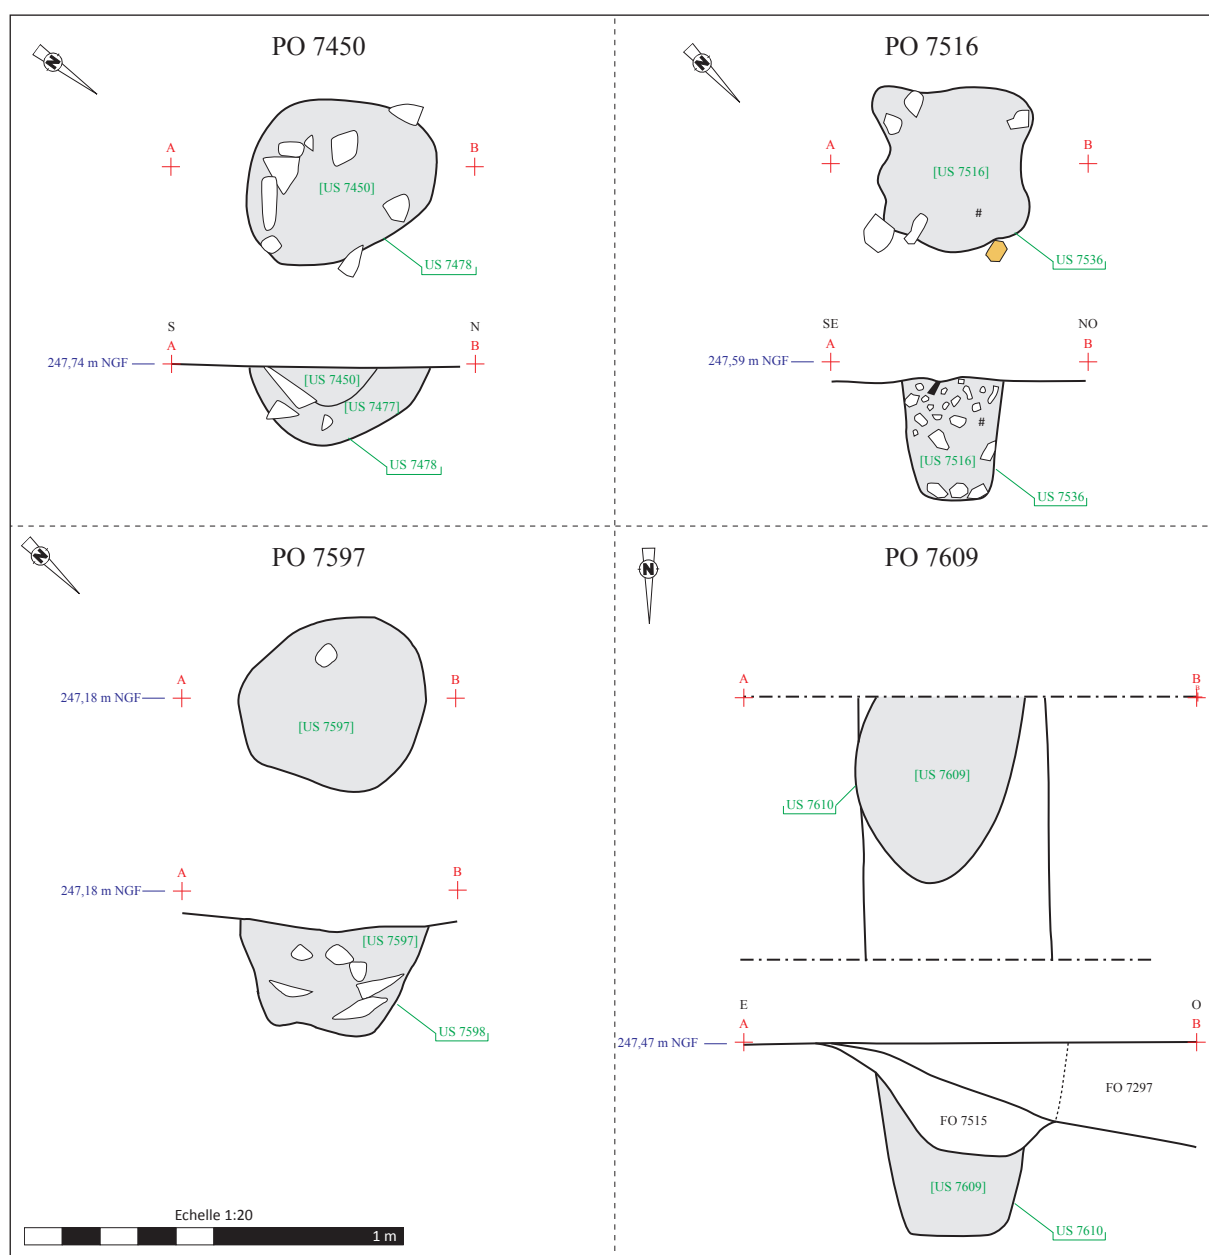 PO 7450
N
A
B
[US 7450]
US 7478
S
N
A
B
247,74 m NGF
[US 7450]
[US 7477]
US 7478
PO 7516
N
A
B
[US 7516]
#
US 7536
SE
NO
A
B
247,59 m NGF
#
[US 7516]
US 7536
PO 7597
N
A
B
247,18 m NGF
[US 7597]
A
B
247,18 m NGF
[US 7597]
US 7598
Echelle 1:20
1 m
PO 7609
N
A
B
B
[US 7609]
US 7610
E
O
A
B
247,47 m NGF
FO 7297
FO 7515
[US 7609]
US 7610